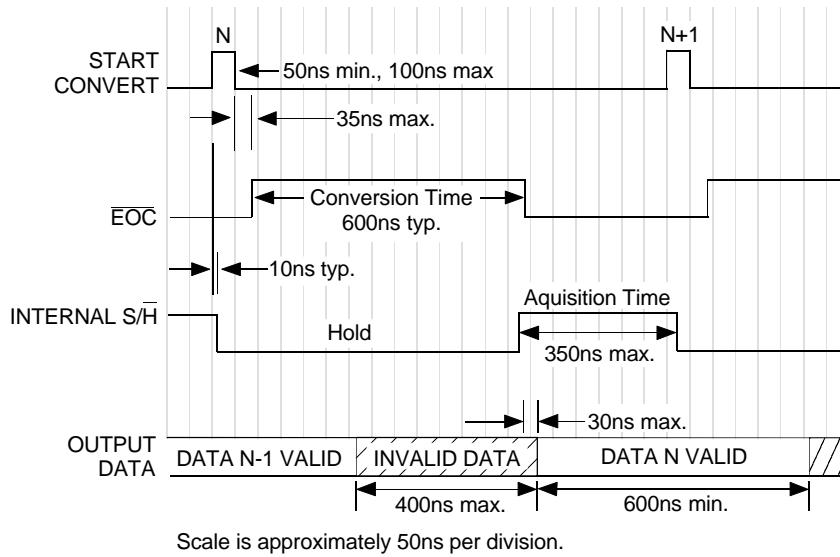 N
N+1
START
CONVERT
50ns min., 100ns max
35ns max.
EOC
Conversion Time
600ns typ.
10ns typ.
INTERNAL S/H
Hold
Aquisition Time
350ns max.
30ns max.
OUTPUT
DATA
DATA N-1 VALID
INVALID DATA
DATA N VALID
400ns max.
600ns min.
Scale is approximately 50ns per division.